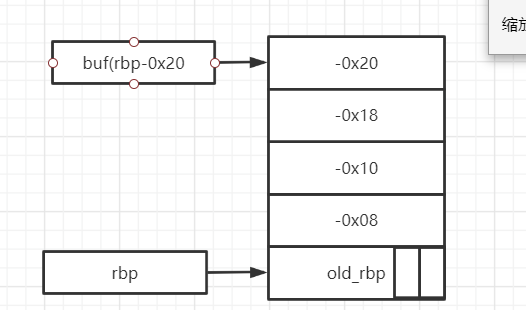 缩放
buf(rbp-0x20
-0x20
-0x18
-0x10
-0x08
rbp
old_rbp